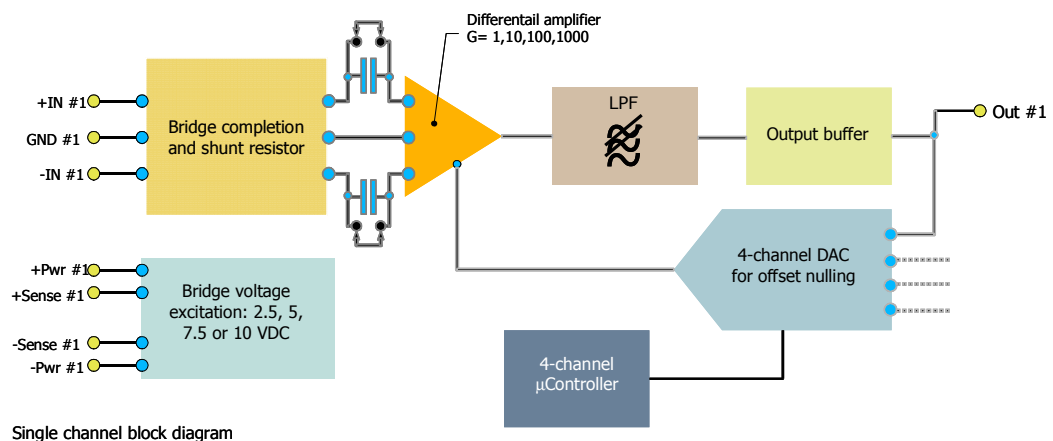 Differentail amplifier
G= 1,10,100,1000
+IN #1
GND #1
-IN #1
Bridge completion
and shunt resistor
LPF
Output buffer
Out #1
4-channel DAC
for offset nulling
+Pwr #1
+Sense #1
-Sense #1
-Pwr #1
Bridge voltage
excitation: 2.5, 5,
7.5 or 10 VDC
4-channel
µController
Single channel block diagram